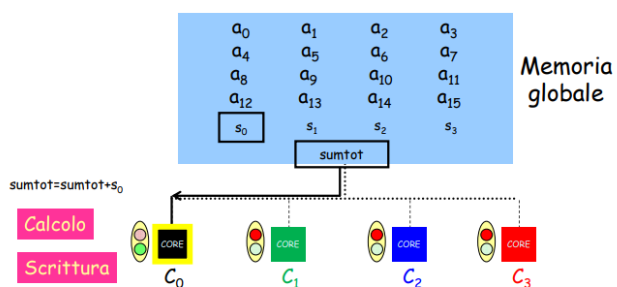 a0 a1 a2 a3
a4 a5 a6 a7
a8 a9 a10 a11
a12 a13 a14 a15
s0 s1 s2 s3
sumtot
Memoria
globale
sumtot=sumtot+s0
Calcolo
Scrittura
CORE CORE CORE CORE
C0 C1 C2 C3